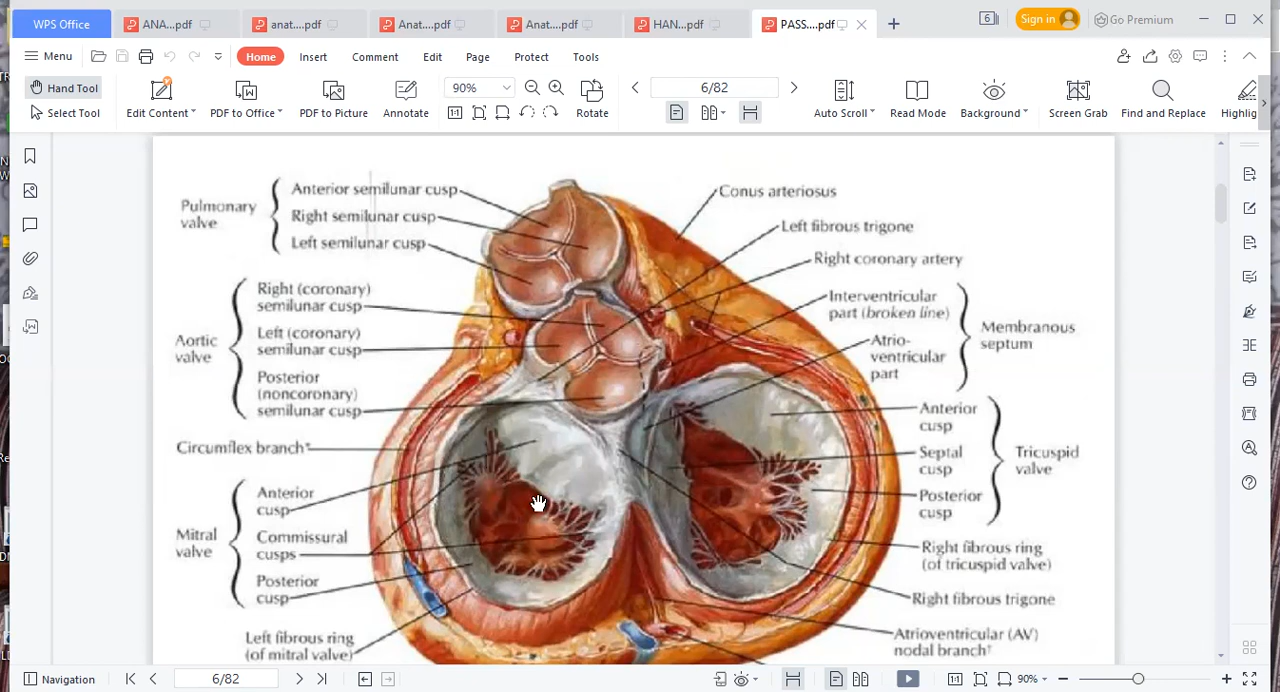 WPS Office
ANA....pdf
anat....pdf
Anat....pdf
Anat....pdf
HAN...pdf
PASS....pdf
6
Sign in
Go Premium
Menu
Home
Insert
Comment
Edit
Page
Protect
Tools
Hand Tool
Select Tool
Edit Content
PDF to Office
PDF to Picture
Annotate
90%
1:1
Rotate
6/82
Auto Scroll
Read Mode
Background
Screen Grab
Find and Replace
Highlig
Pulmonary
valve
Anterior semilunar cusp
Right semilunar cusp
Left semilunar cusp
Aortic
valve
Right (coronary)
semilunar cusp
Left (coronary)
semilunar cusp
Posterior
(noncoronary)
semilunar cusp
Circumflex branch*
Mitral
valve
Anterior
cusp
Commissural
cusps
Posterior
cusp
Left fibrous ring
(of mitral valve)
Conus arteriosus
Left fibrous trigone
Right coronary artery
Interventricular
part (broken line)
Atrio-
ventricular
part
Membranous
septum
Anterior
cusp
Septal
cusp
Posterior
cusp
Tricuspid
valve
Right fibrous ring
(of tricuspid valve)
Right fibrous trigone
Atrioventricular (AV)
nodal branch†
Navigation
6/82
1:1
90%